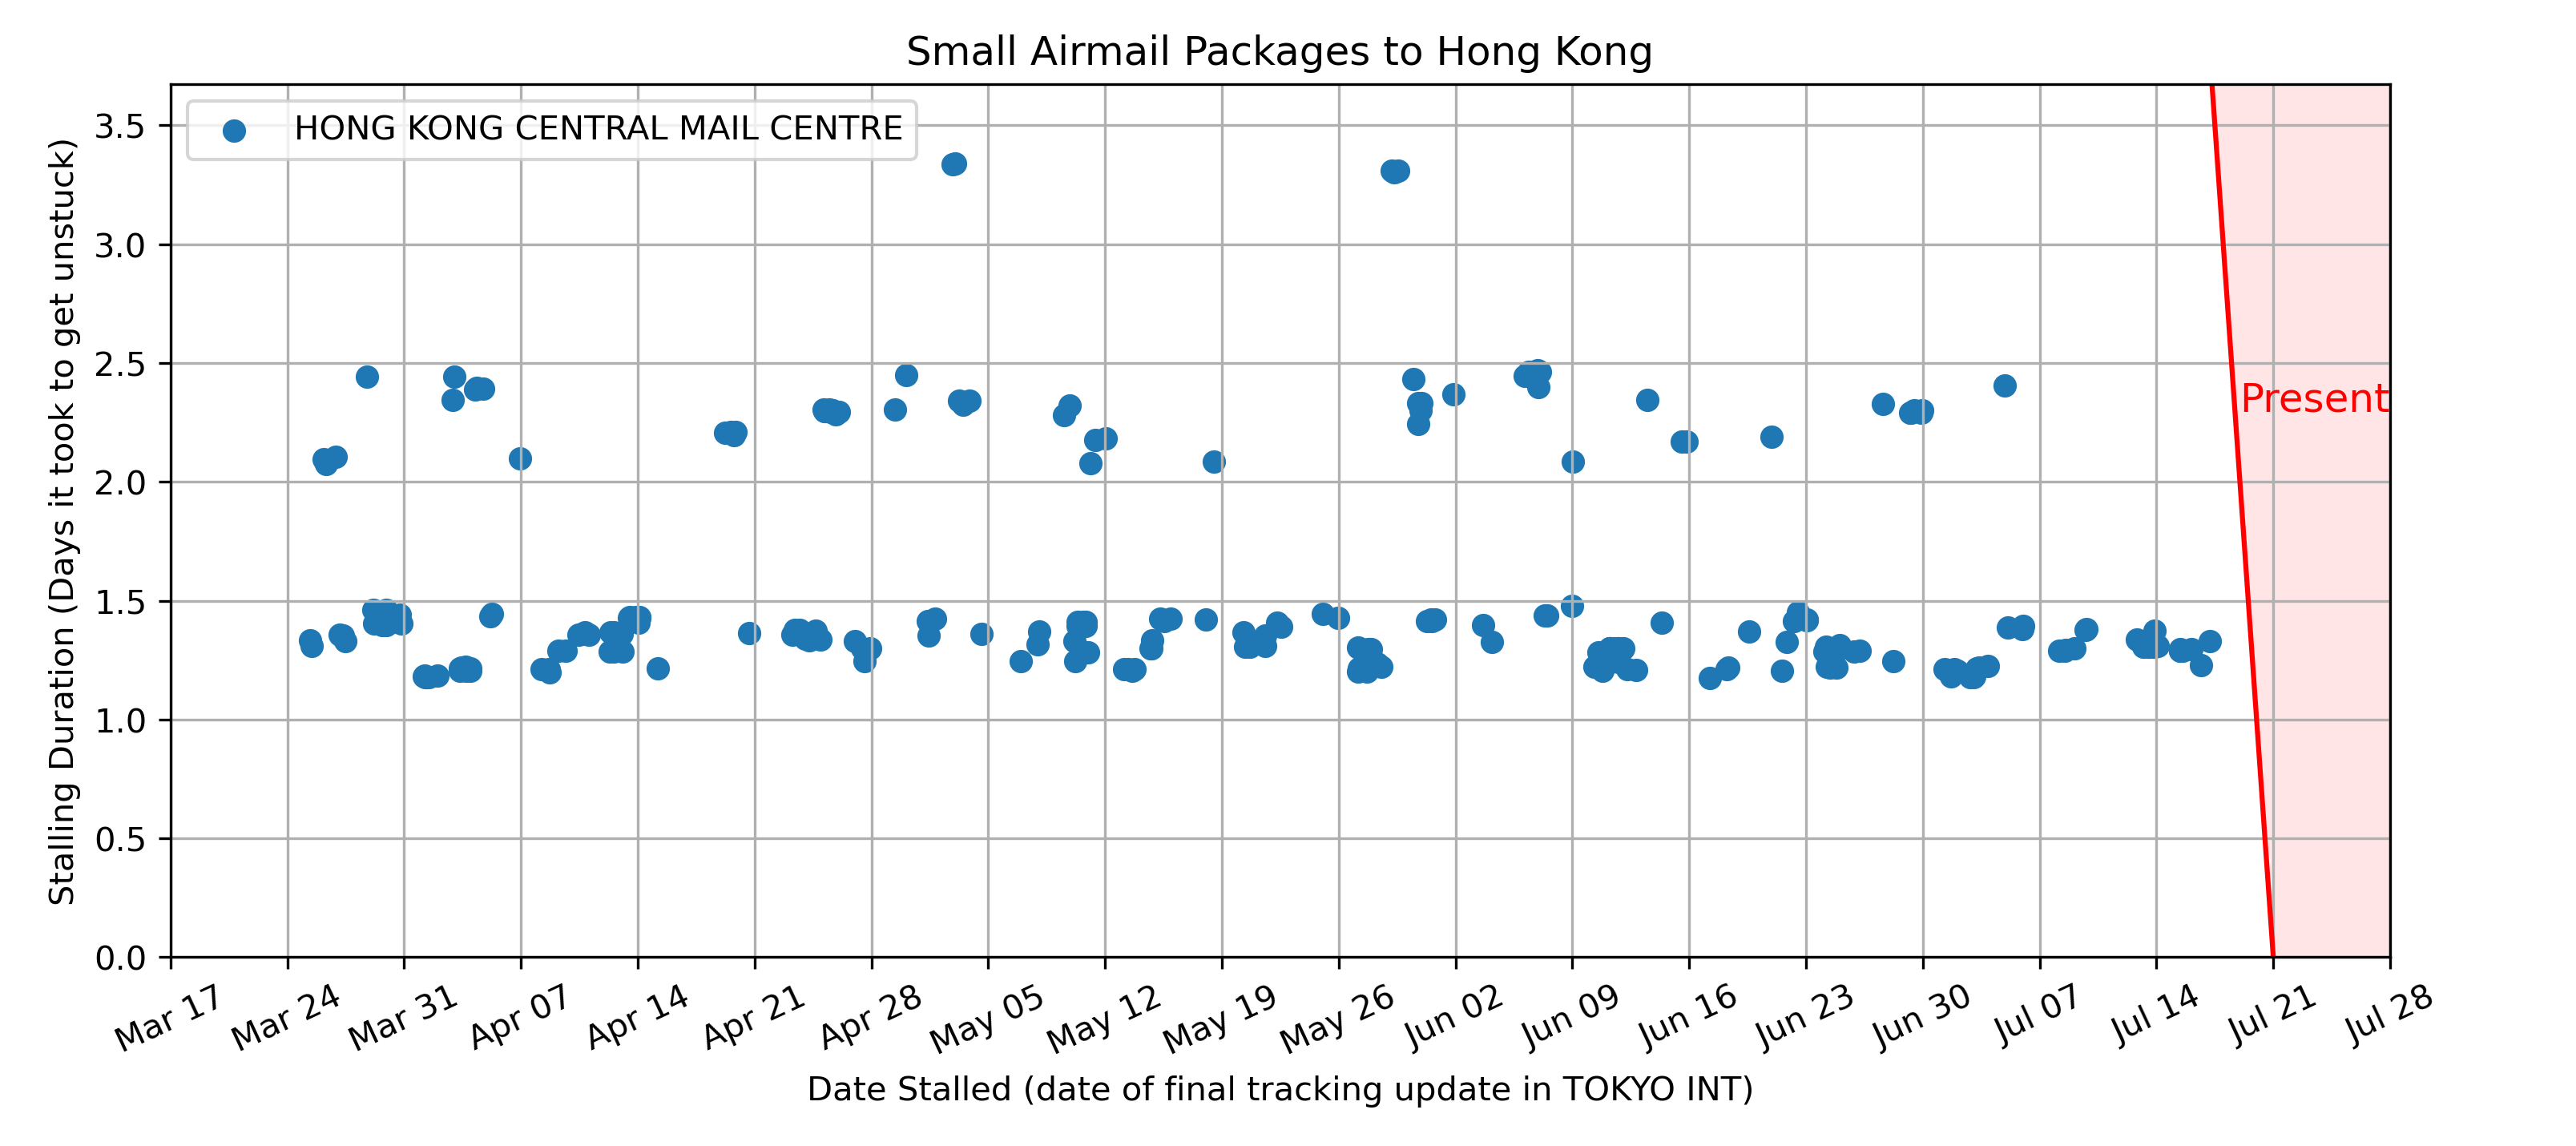 Small Airmail Packages to Hong Kong
HONG KONG CENTRAL MAIL CENTRE
Stalling Duration (Days it took to get unstuck)
3.5
3.0
2.5
2.0
1.5
1.0
0.5
0.0
Present
Mar 17
Mar 24
Mar 31
Apr 07
Apr 14
Apr 21
Apr 28
May 05
May 12
May 19
May 26
Jun 02
Jun 09
Jun 16
Jun 23
Jun 30
Jul 07
Jul 14
Jul 21
Jul 28
Date Stalled (date of final tracking update in TOKYO INT)